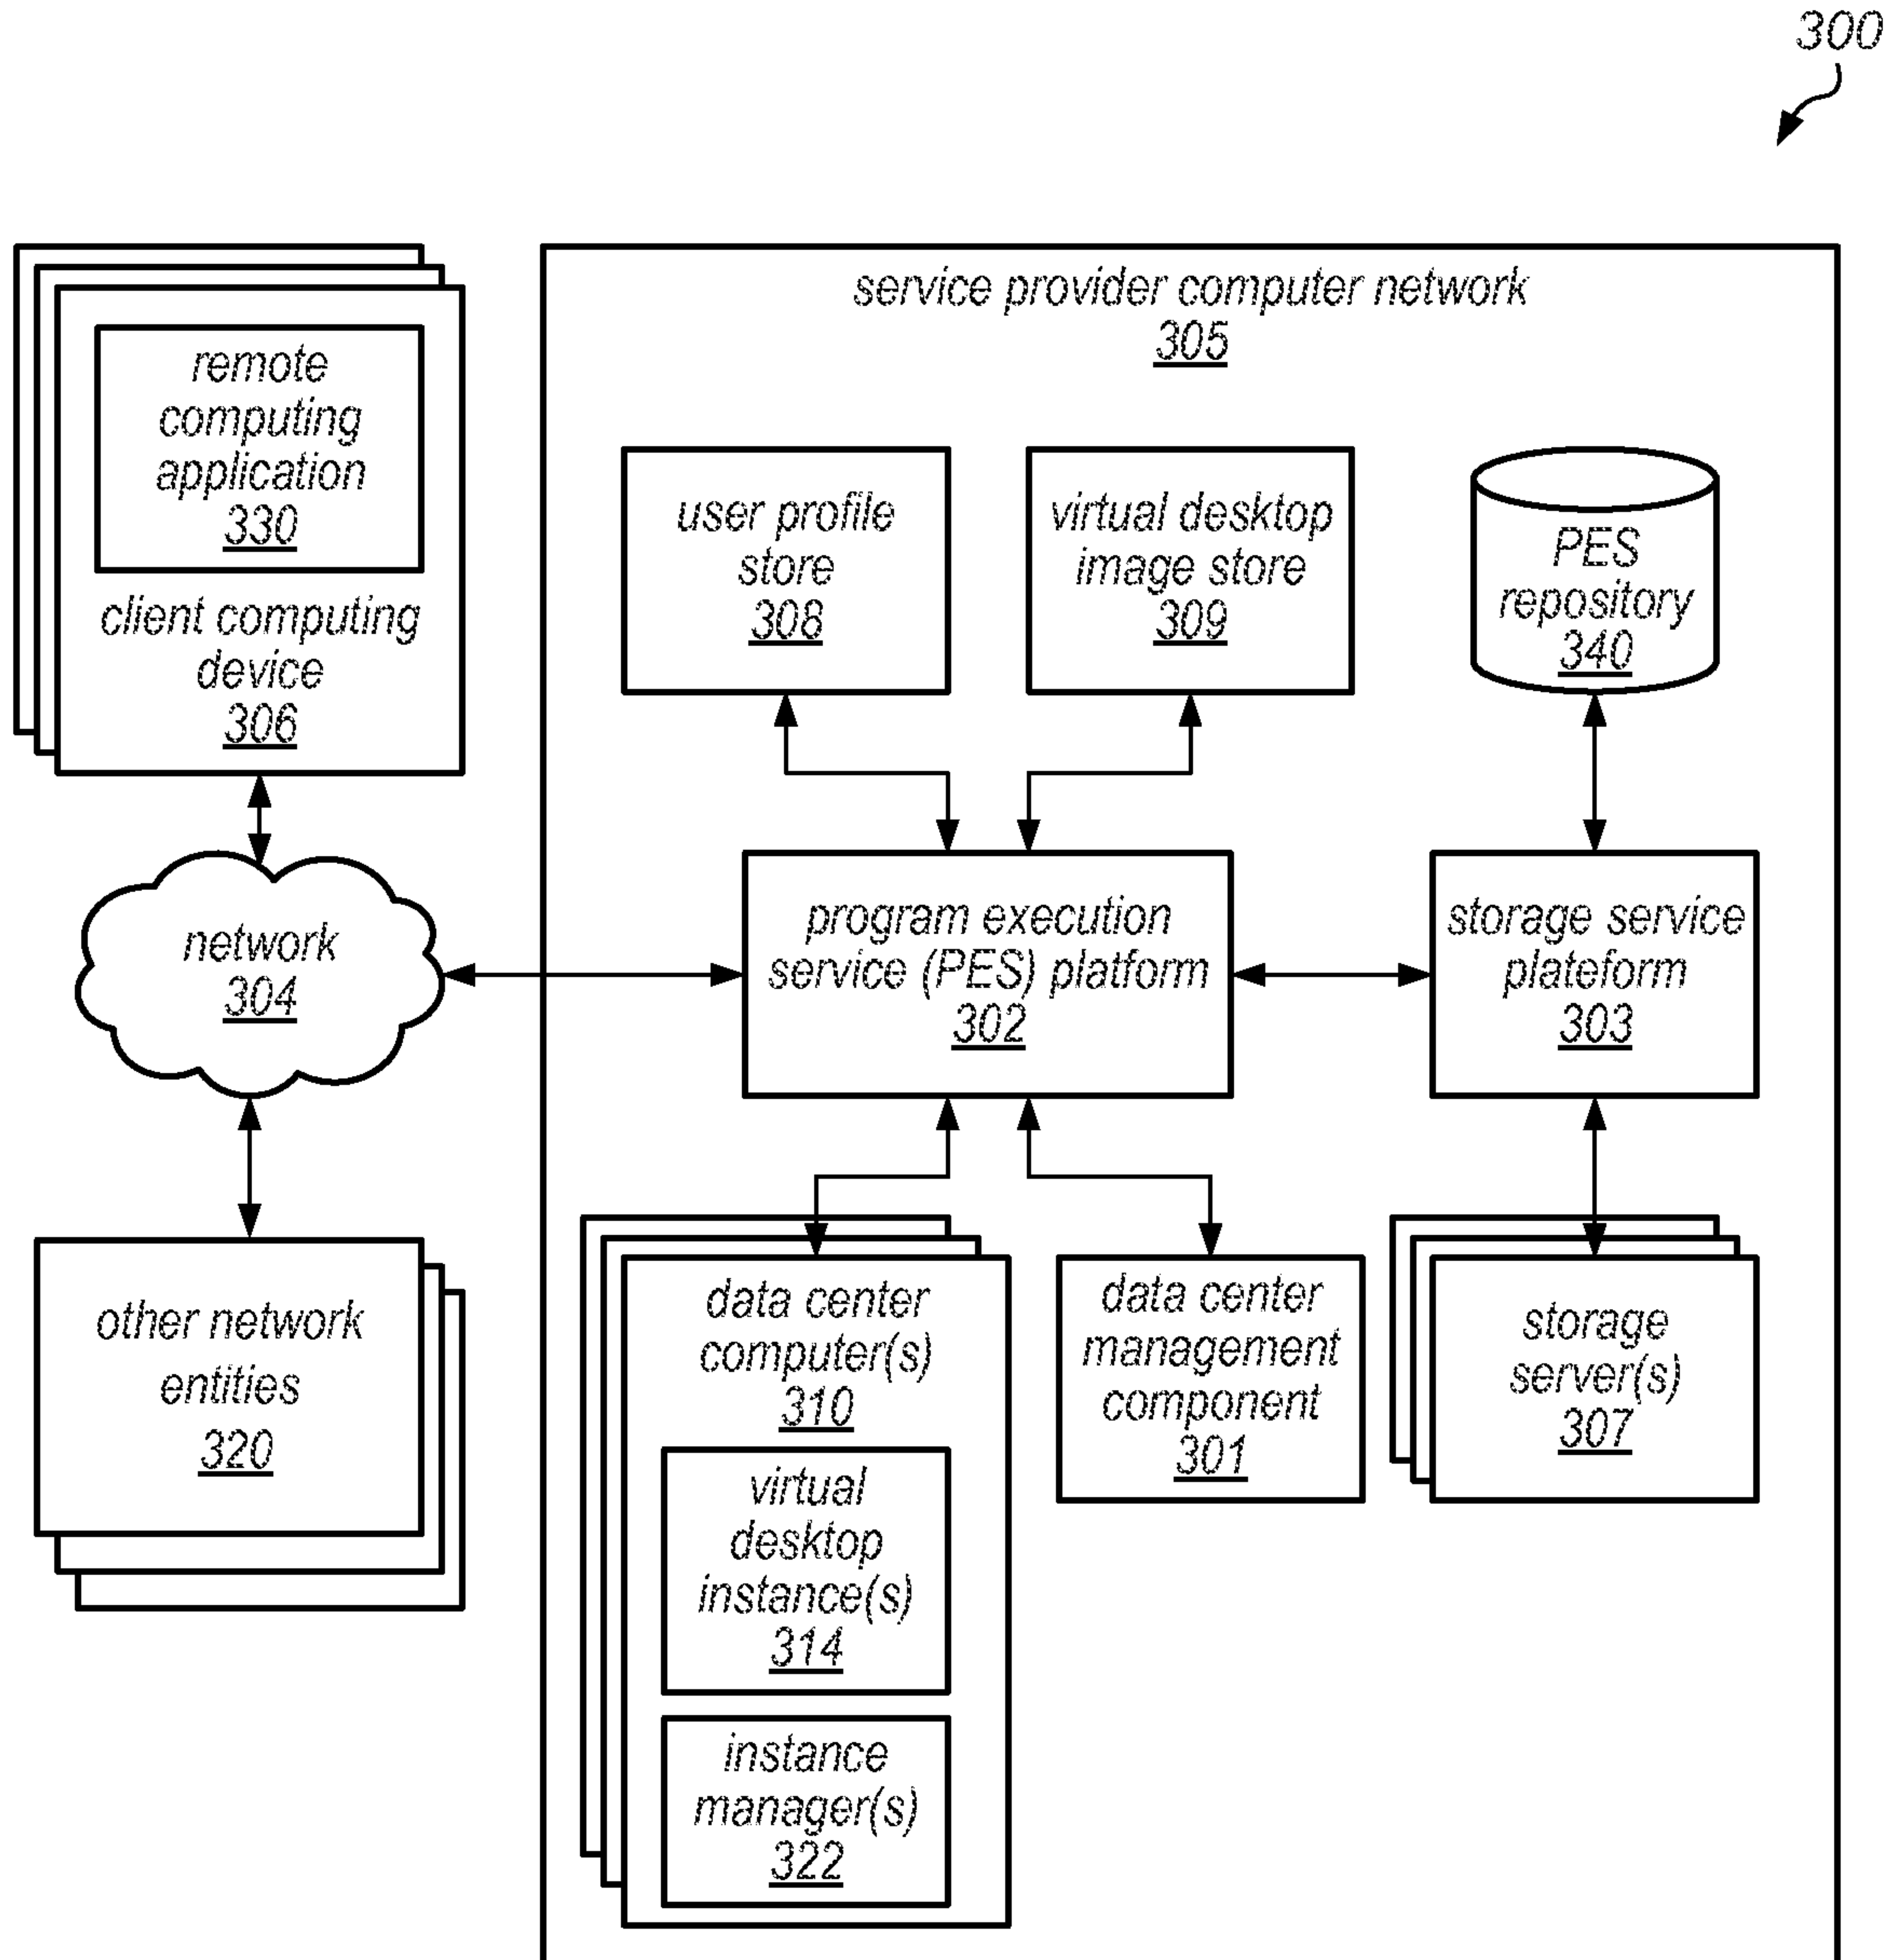 300
service provider computer network
305
remote
computing
application
330
client computing
device
306
user profile
store
308
virtual desktop
image store
309
PES
repository
340
network
304
program execution
service (PES) platform
302
storage service
plateform
303
other network
entities
320
data center
computer(s)
310
virtual
desktop
instance(s)
314
instance
manager(s)
322
data center
management
component
301
storage
server(s)
307